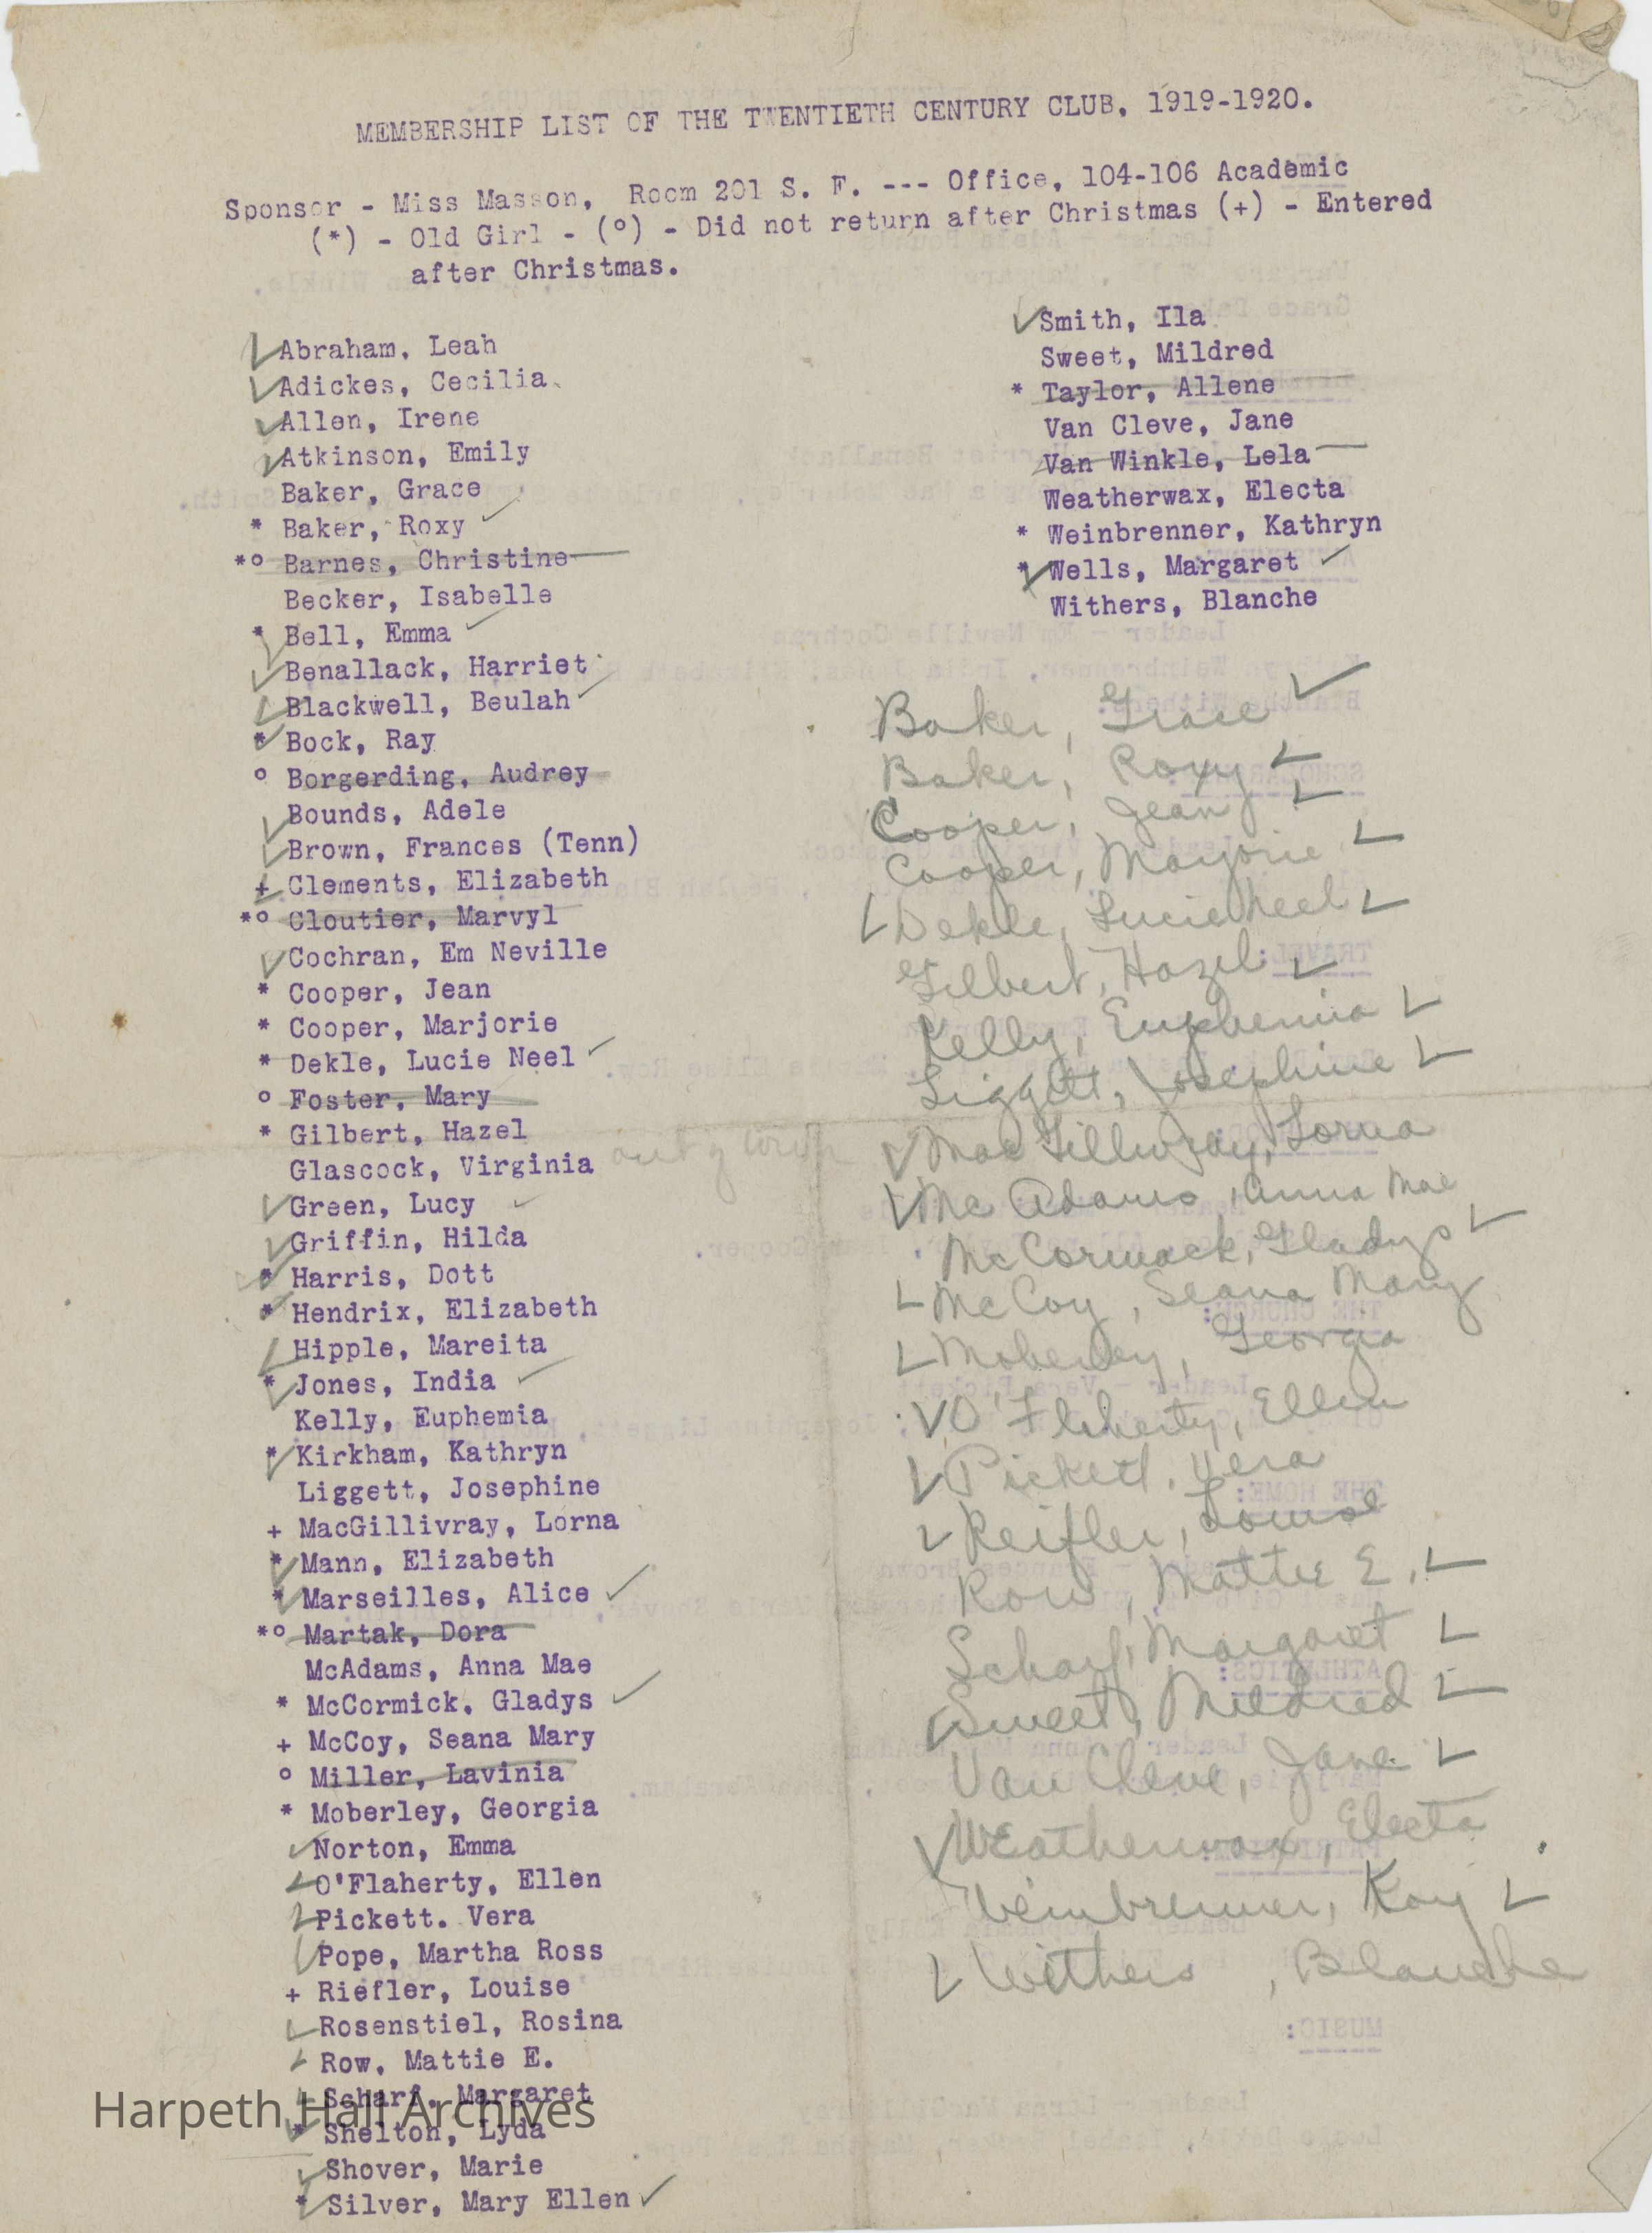 MEMBERSHIP LIST OF THE TWENTIETH CENTURY CLUB, 1919-1920.
Sponsor - Miss Masson, Room 201 S. F. --- Office, 104-106 Academic
(*) - Old Girl - (o) - Did not return after Christmas (+) - Entered
after Christmas.
✓ Abraham, Leah
✓ Adickes, Cecilia
✓ Allen, Irene
✓ Atkinson, Emily
Baker, Grace
* Baker, Roxy ✓
*o Barnes, Christine
Becker, Isabelle
* Bell, Emma ✓
✓ Benallack, Harriet
✓ Blackwell, Beulah ✓
* Bock, Ray
o Borgerding, Audrey
✓ Bounds, Adele
✓ Brown, Frances (Tenn)
+ Clements, Elizabeth
*o Cloutier, Marvyl
✓ Cochran, Em Neville
* Cooper, Jean
* Cooper, Marjorie
* Dekle, Lucie Neel ✓
o Foster, Mary
* Gilbert, Hazel
Glascock, Virginia out of town
✓ Green, Lucy ✓
✓ Griffin, Hilda
* Harris, Dott
* Hendrix, Elizabeth
✓ Hipple, Mareita
* Jones, India ✓
Kelly, Euphemia
* Kirkham, Kathryn
Liggett, Josephine
+ MacGillivray, Lorna
* Mann, Elizabeth
* Marseilles, Alice ✓
*o Martak, Dora
McAdams, Anna Mae
* McCormick, Gladys ✓
+ McCoy, Seana Mary
o Miller, Lavinia
* Moberley, Georgia
✓ Norton, Emma
✓ O'Flaherty, Ellen
✓ Pickett. Vera
✓ Pope, Martha Ross
+ Riefler, Louise
✓ Rosenstiel, Rosina
✓ Row, Mattie E.
✓ Scharf, Margaret
* Shelton, Lyda
✓ Shover, Marie
* Silver, Mary Ellen ✓
✓ Smith, Ila
Sweet, Mildred
* Taylor, Allene
Van Cleve, Jane
Van Winkle, Lela
Weatherwax, Electa
* Weinbrenner, Kathryn
* Wells, Margaret ✓
Withers, Blanche
Baker, Grace ✓
Baker, Roxy ✓
Cooper, Jean ✓
Cooper, Marjorie ✓
✓ Dekle, Lucie Neel ✓
Gilbert, Hazel ✓
Kelly, Euphemia ✓
Liggett, Josephine ✓
✓ MacGillivray, Lorna
✓ McAdams, Anna Mae
McCormack, Gladys ✓
✓ McCoy, Seana Mary
✓ Moberley, Georgia
✓ O'Flaherty, Ellen
✓ Pickett, Vera
✓ Reifler, Louise
Row, Mattie E. ✓
Scharf, Margaret ✓
✓ Sweet, Mildred ✓
Van Cleve, Jane ✓
✓ Weatherwax, Electa
Weinbrenner, Kay ✓
✓ Withers, Blanche
Harpeth Hall Archives